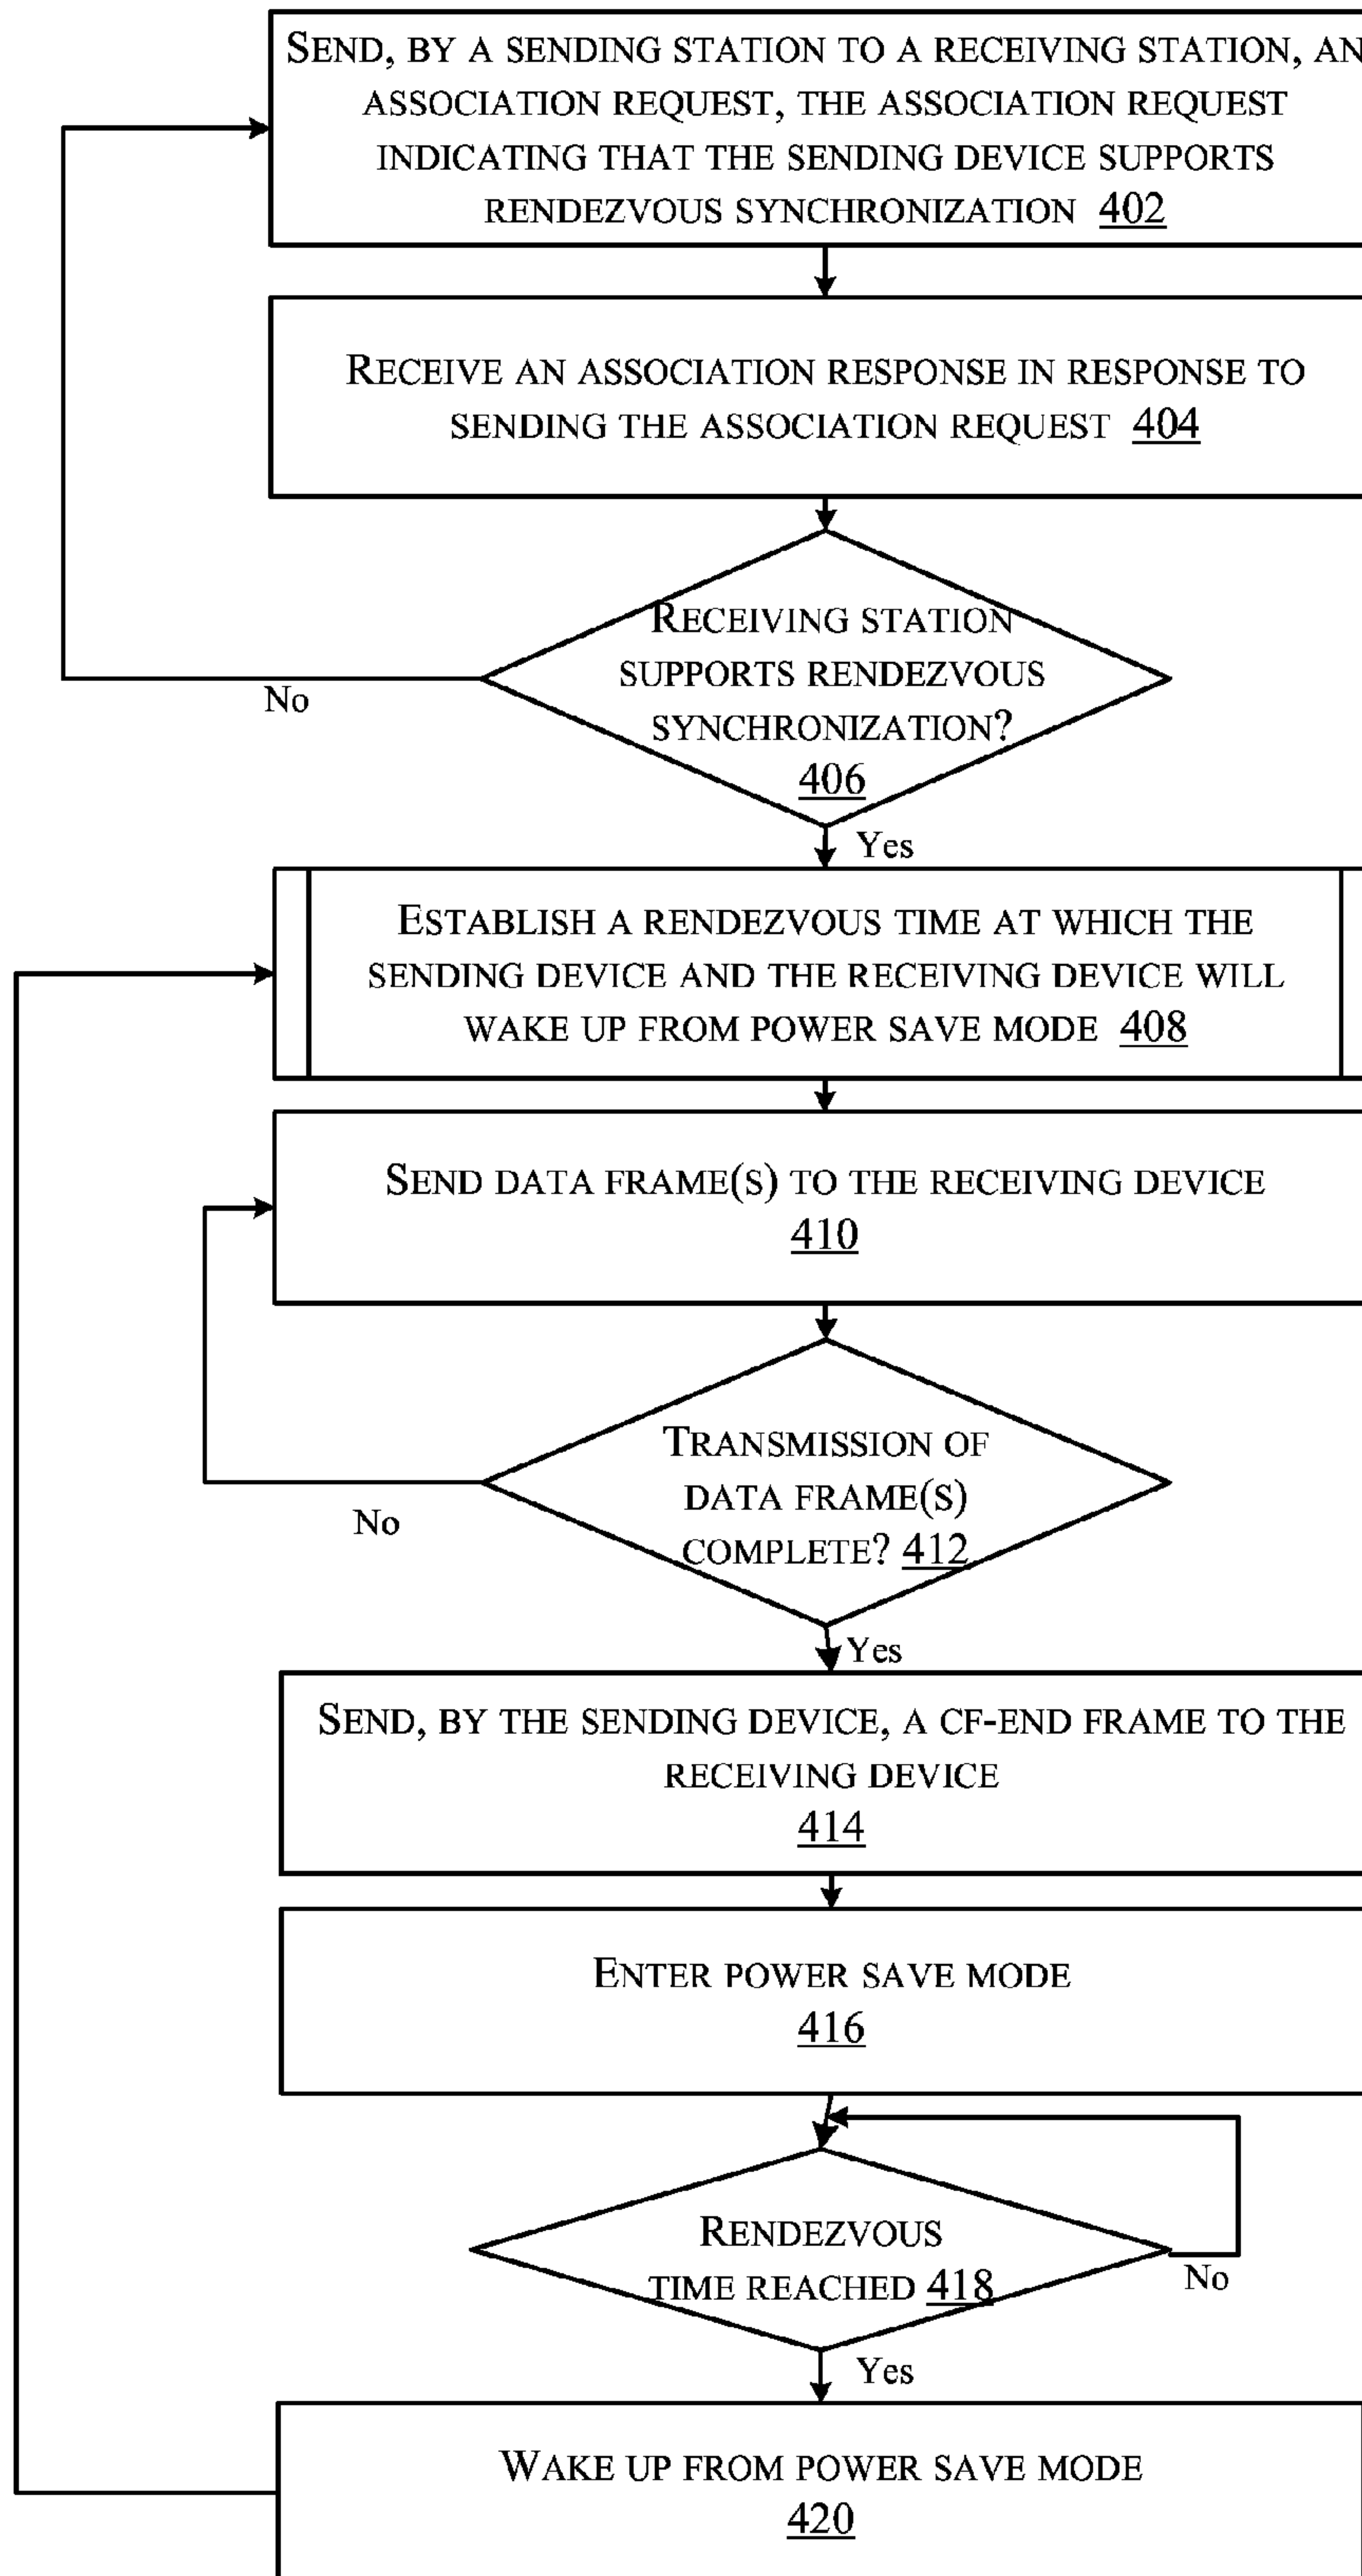 SEND, BY A SENDING STATION TO A RECEIVING STATION, AN
ASSOCIATION REQUEST, THE ASSOCIATION REQUEST
INDICATING THAT THE SENDING DEVICE SUPPORTS
RENDEZVOUS SYNCHRONIZATION 402
RECEIVE AN ASSOCIATION RESPONSE IN RESPONSE TO
SENDING THE ASSOCIATION REQUEST 404
RECEIVING STATION
SUPPORTS RENDEZVOUS
SYNCHRONIZATION?
406
No
Yes
ESTABLISH A RENDEZVOUS TIME AT WHICH THE
SENDING DEVICE AND THE RECEIVING DEVICE WILL
WAKE UP FROM POWER SAVE MODE 408
SEND DATA FRAME(S) TO THE RECEIVING DEVICE
410
TRANSMISSION OF
DATA FRAME(S)
COMPLETE? 412
No
Yes
SEND, BY THE SENDING DEVICE, A CF-END FRAME TO THE
RECEIVING DEVICE
414
ENTER POWER SAVE MODE
416
RENDEZVOUS
TIME REACHED 418
No
Yes
WAKE UP FROM POWER SAVE MODE
420